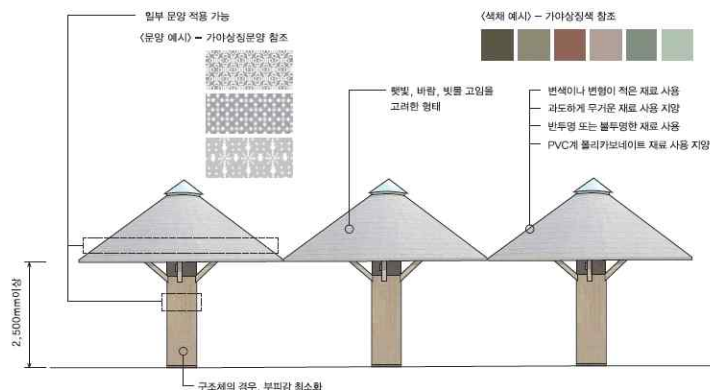 일부 문양 적용 가능
<문양 예시> – 가야상징문양 참조
<색채 예시> – 가야상징색 참조
햇빛, 바람, 빗물 고임을
고려한 형태
변색이나 변형이 적은 재료 사용
과도하게 무거운 재료 사용 지양
반투명 또는 불투명한 재료 사용
PVC계 폴리카보네이트 재료 사용 지양
2,500mm이상
구조체의 경우, 부피감 최소화